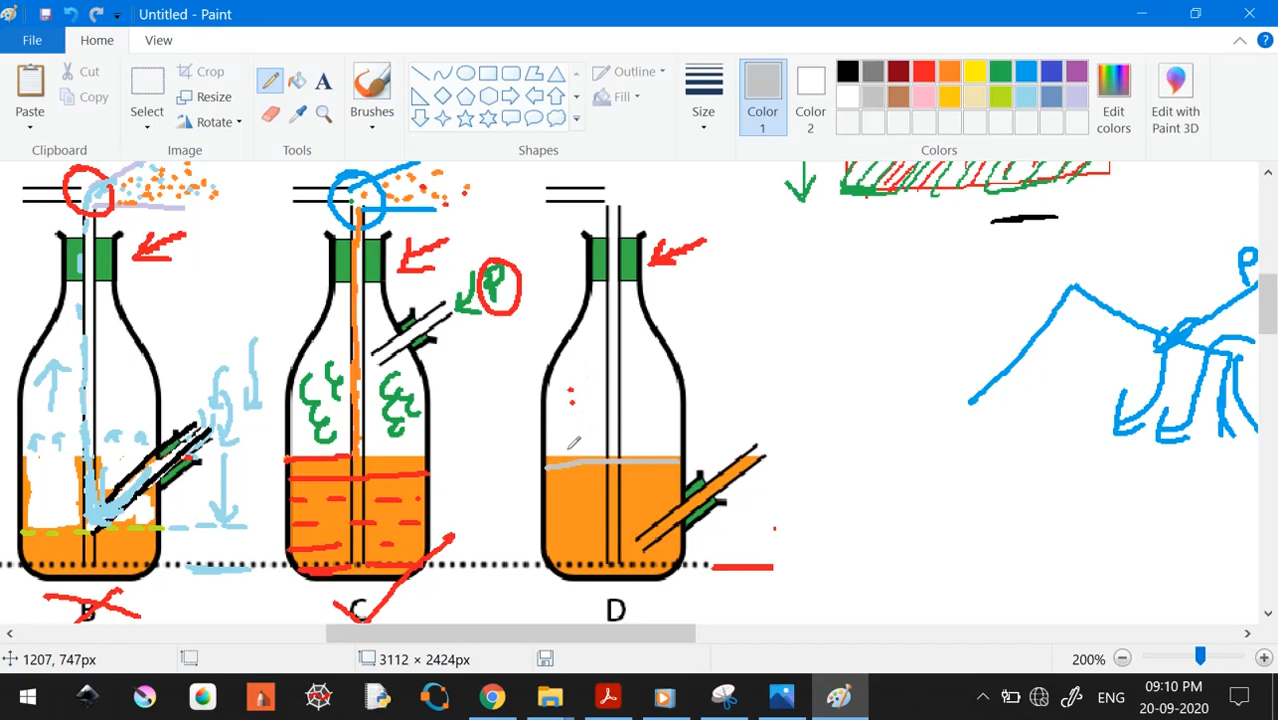 Untitled - Paint
File
Home
View
Paste
Cut
Copy
Clipboard
Select
Crop
Resize
Rotate
Image
A
Tools
Brushes
Outline
Fill
Shapes
Size
Color 1
Color 2
Edit colors
Edit with Paint 3D
Colors
P
P
B
C
D
1207, 747px
3112 × 2424px
200%
ENG
09:10 PM
20-09-2020